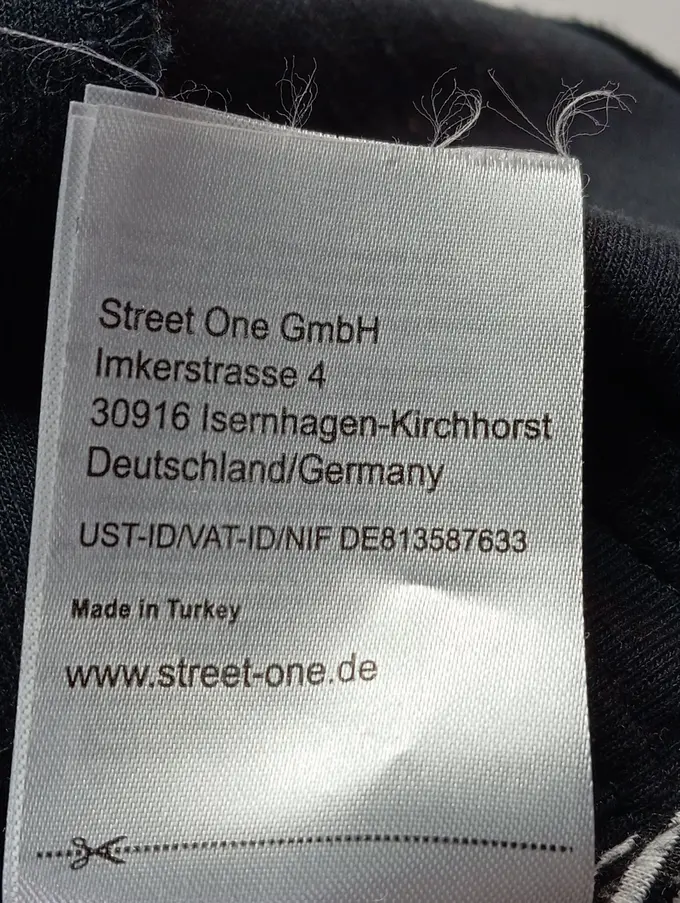 Street One GmbH
Imkerstrasse 4
30916 Isernhagen-Kirchhorst
Deutschland/Germany
UST-ID/VAT-ID/NIF DE813587633
Made in Turkey
www.street-one.de